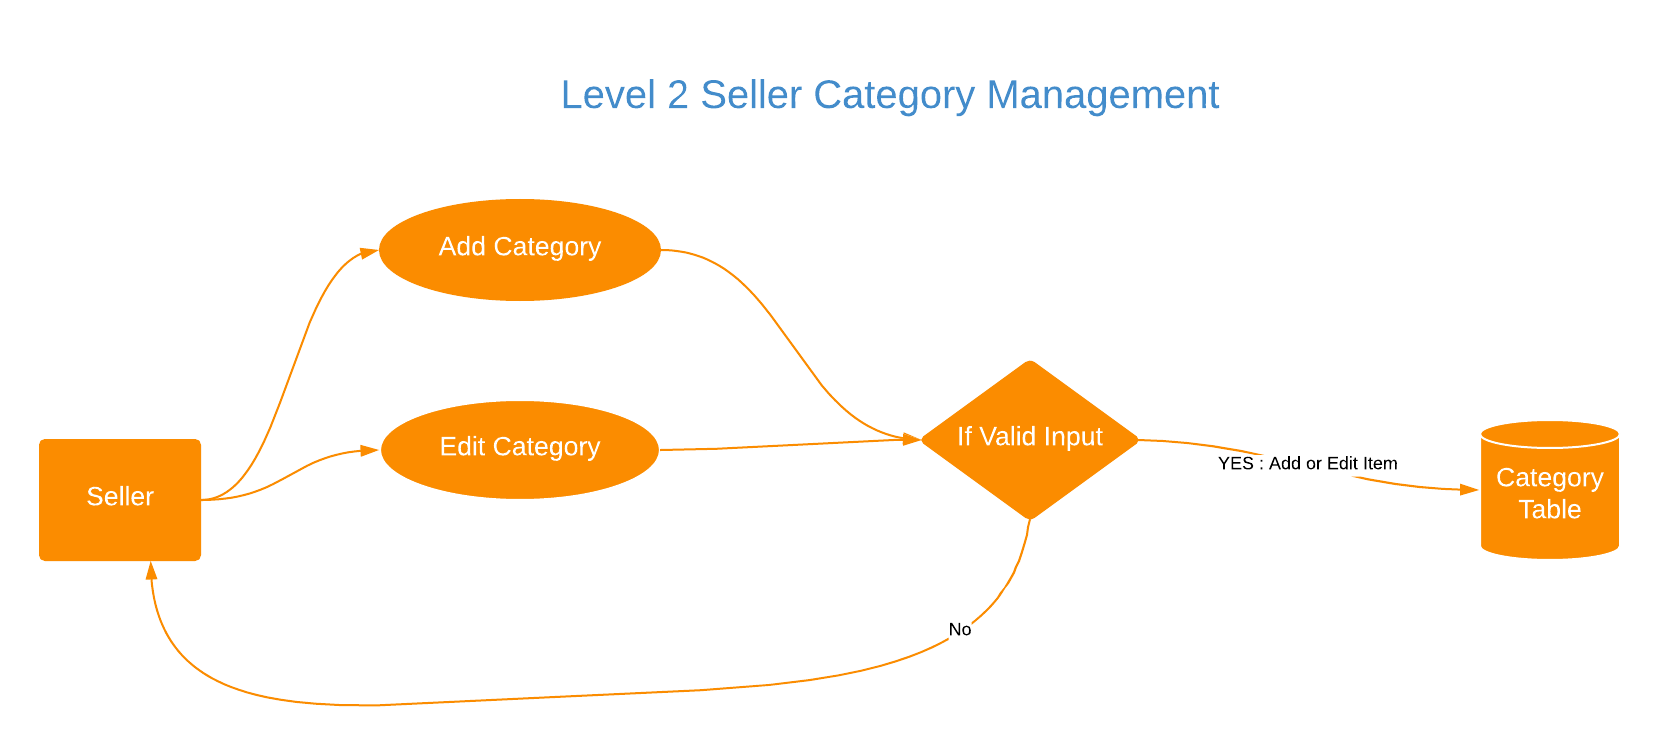 Level 2 Seller Category Management
Add Category
Edit Category
If Valid Input
YES : Add or Edit Item
Category
Table
Seller
No